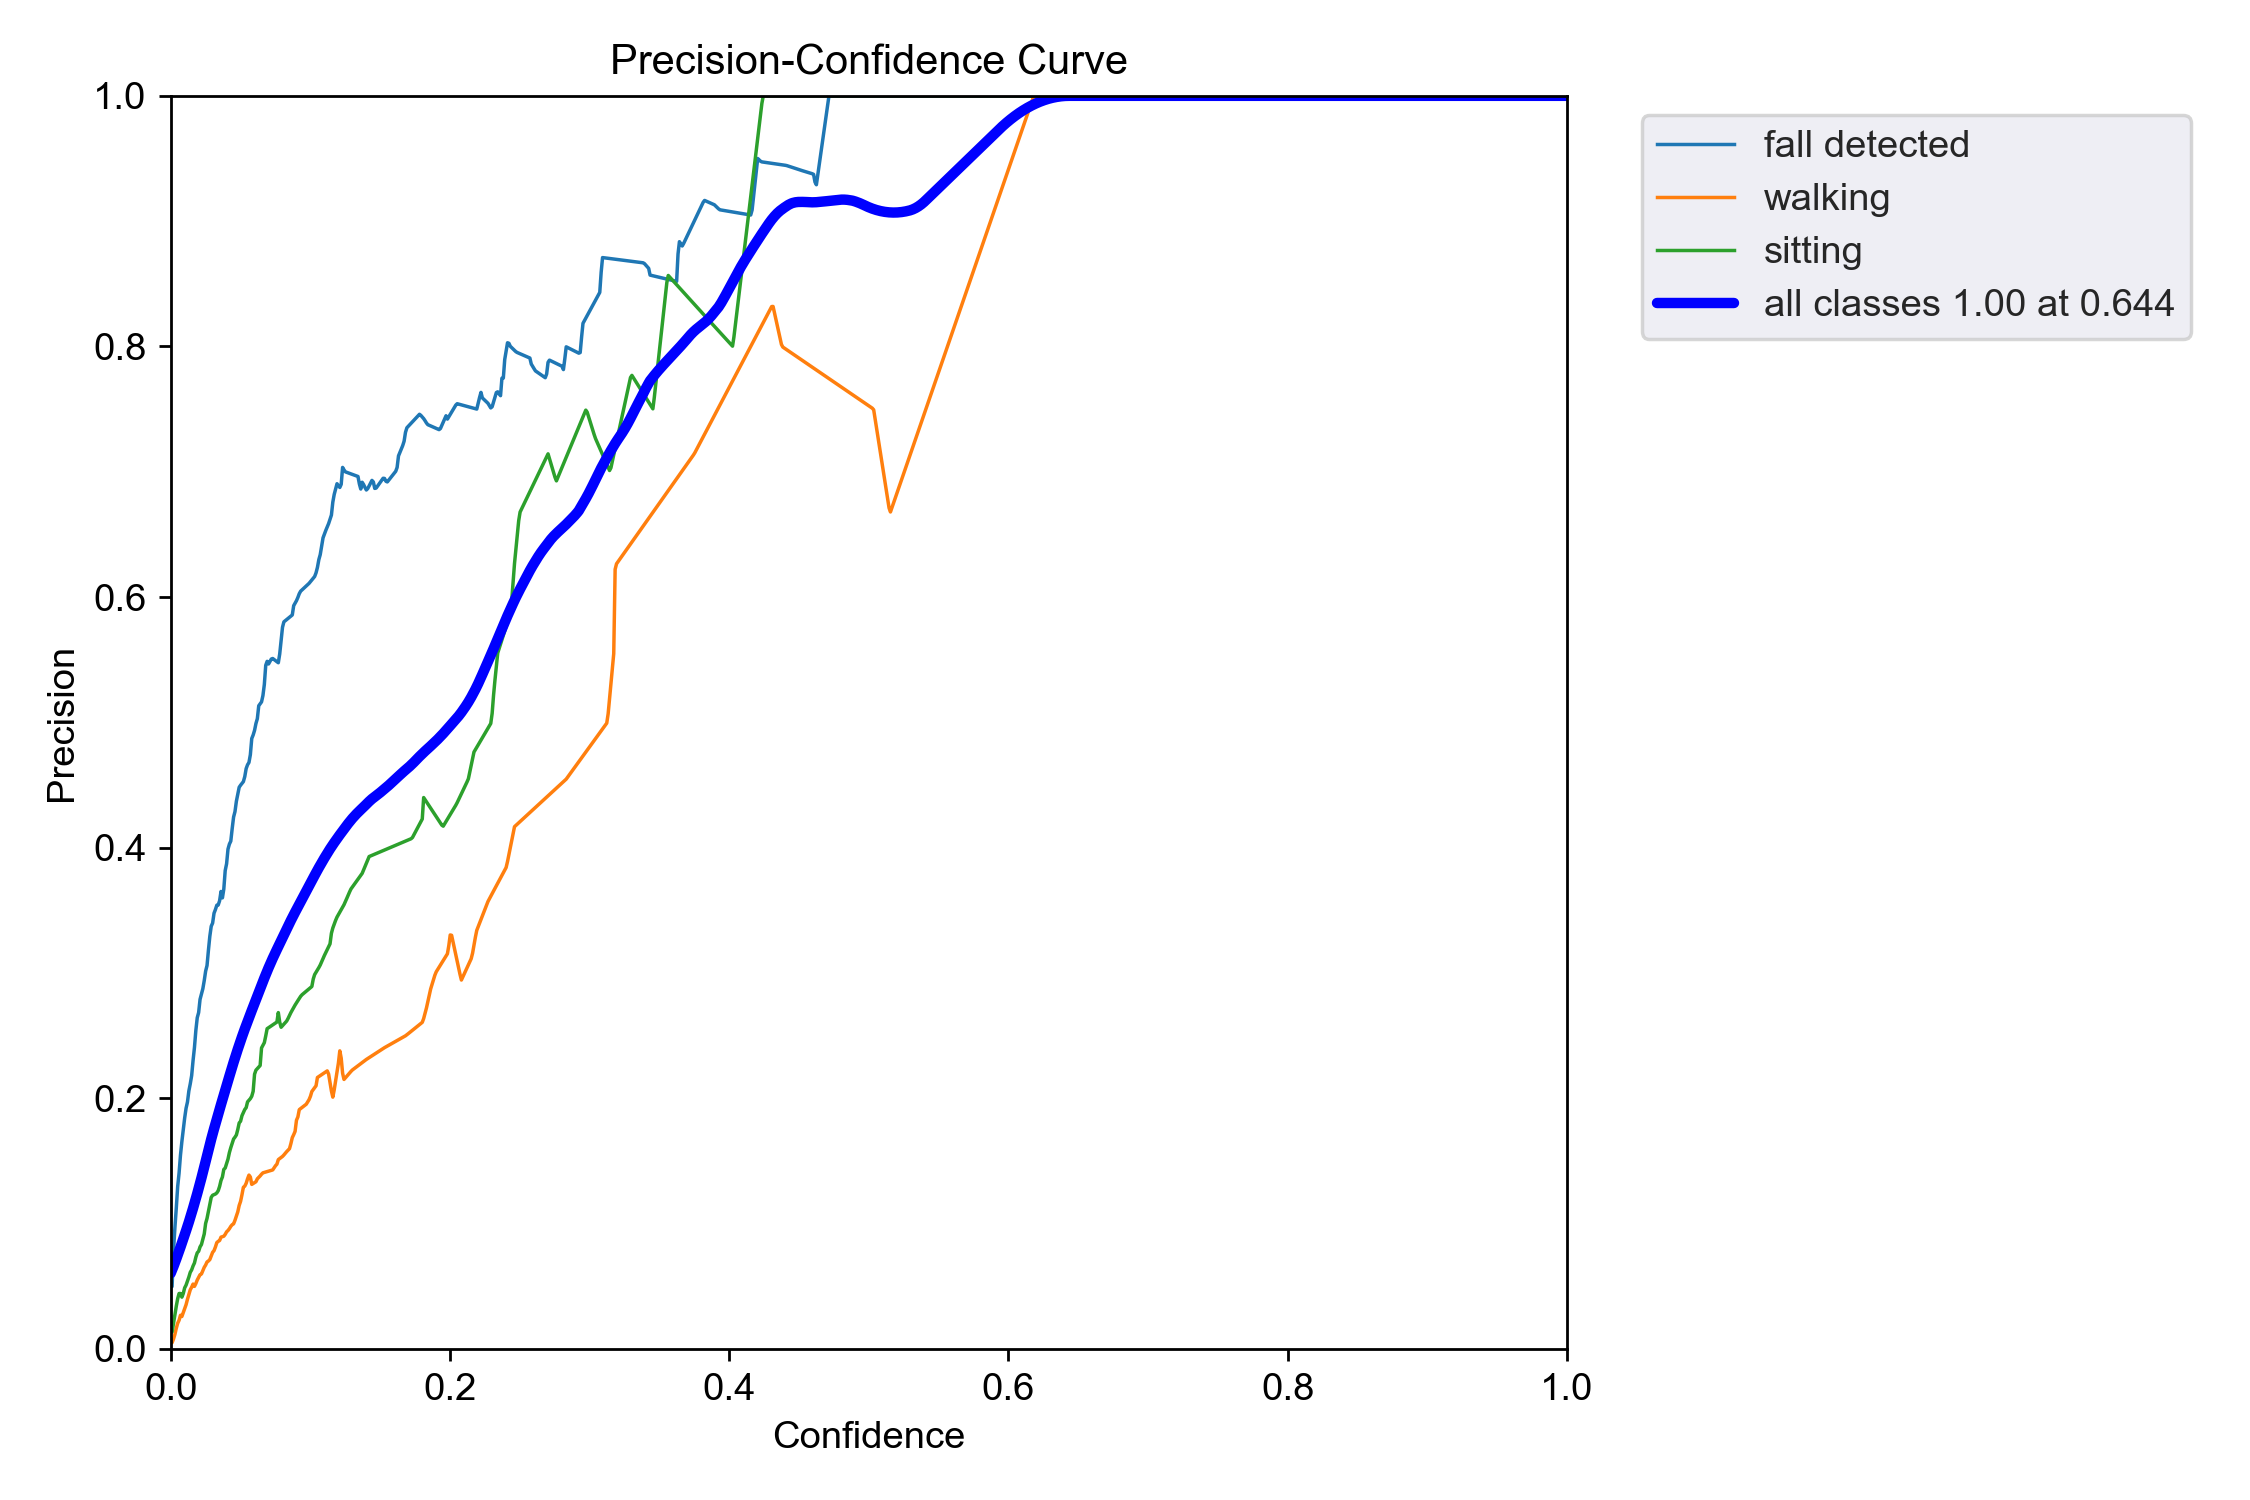 Precision-Confidence Curve
1.0
0.8
0.6
0.4
0.2
0.0
Precision
0.0 0.2 0.4 0.6 0.8 1.0
Confidence
fall detected
walking
sitting
all classes 1.00 at 0.644